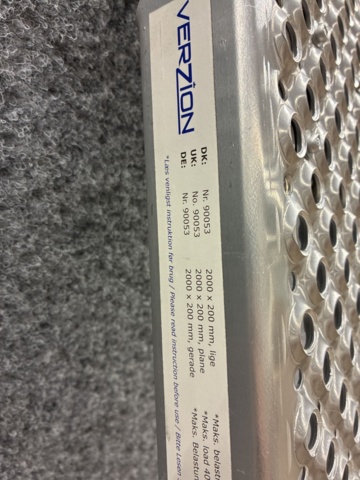 VERZION
DK: Nr. 90053 2000 x 200 mm, lige *Maks. belast
UK: No. 90053 2000 x 200 mm, plane *Maks. load 40
DE: Nr. 90053 2000 x 200 mm, gerade *Maks. Belastun
*Læs venligst instruktion før brug / Please read instruction before use / Bitte Lesen